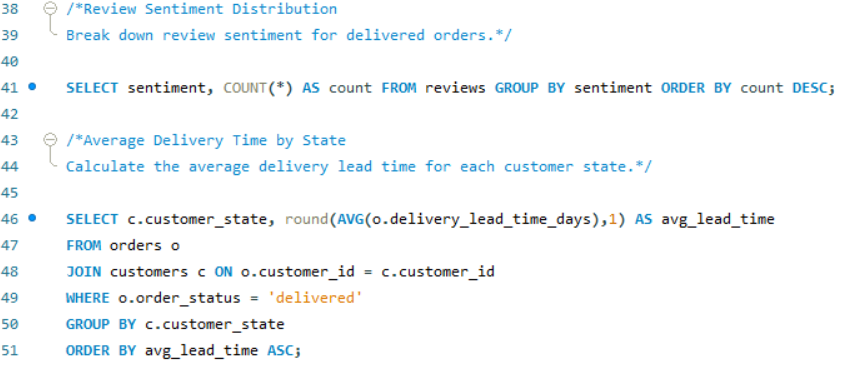 38 /*Review Sentiment Distribution
39 Break down review sentiment for delivered orders.*/
40
41 SELECT sentiment, COUNT(*) AS count FROM reviews GROUP BY sentiment ORDER BY count DESC;
42
43 /*Average Delivery Time by State
44 Calculate the average delivery lead time for each customer state.*/
45
46 SELECT c.customer_state, round(AVG(o.delivery_lead_time_days),1) AS avg_lead_time
47 FROM orders o
48 JOIN customers c ON o.customer_id = c.customer_id
49 WHERE o.order_status = 'delivered'
50 GROUP BY c.customer_state
51 ORDER BY avg_lead_time ASC;